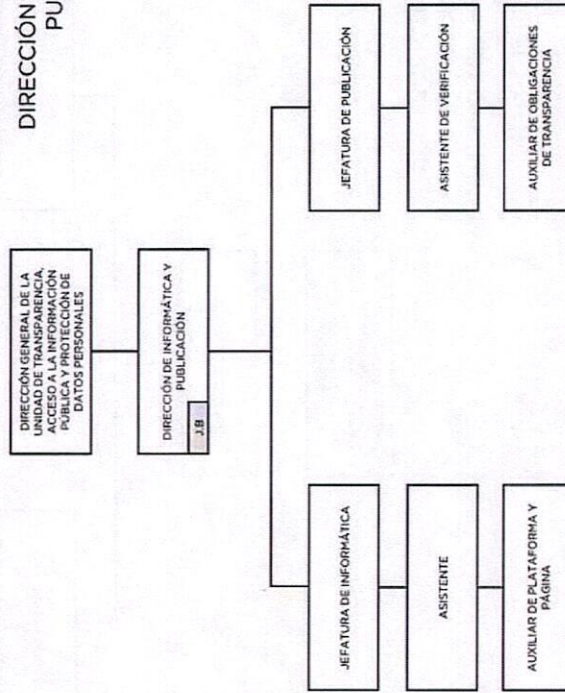 DIRECCIÓN
PU
DIRECCIÓN GENERAL DE LA
UNIDAD DE TRANSPARENCIA,
ACCESO A LA INFORMACIÓN
PÚBLICA Y PROTECCIÓN DE
DATOS PERSONALES
DIRECCIÓN DE INFORMÁTICA Y
PUBLICACIÓN
J.B
JEFATURA DE INFORMÁTICA
ASISTENTE
AUXILIAR DE PLATAFORMA Y
PÁGINA
JEFATURA DE PUBLICACIÓN
ASISTENTE DE VERIFICACIÓN
AUXILIAR DE OBLIGACIONES
DE TRANSPARENCIA